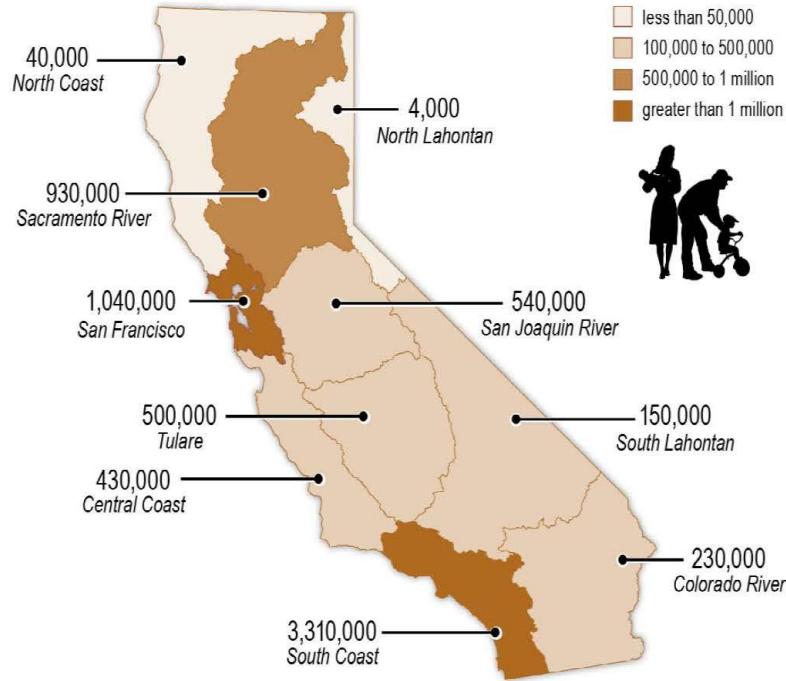 less than 50,000
100,000 to 500,000
500,000 to 1 million
greater than 1 million
40,000
North Coast
4,000
North Lahontan
930,000
Sacramento River
1,040,000
San Francisco
540,000
San Joaquin River
500,000
Tulare
150,000
South Lahontan
430,000
Central Coast
230,000
Colorado River
3,310,000
South Coast